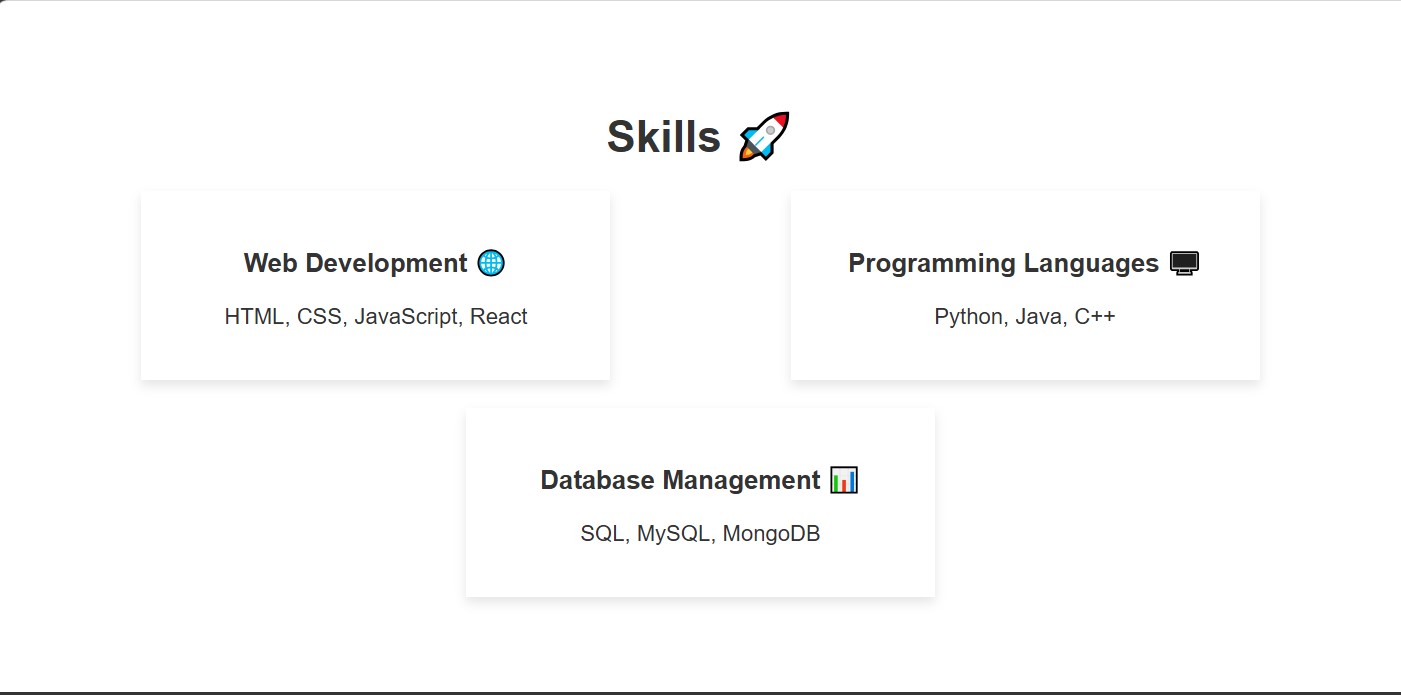 Skills 🚀
Web Development 🌐
HTML, CSS, JavaScript, React
Programming Languages 🖥️
Python, Java, C++
Database Management 📊
SQL, MySQL, MongoDB